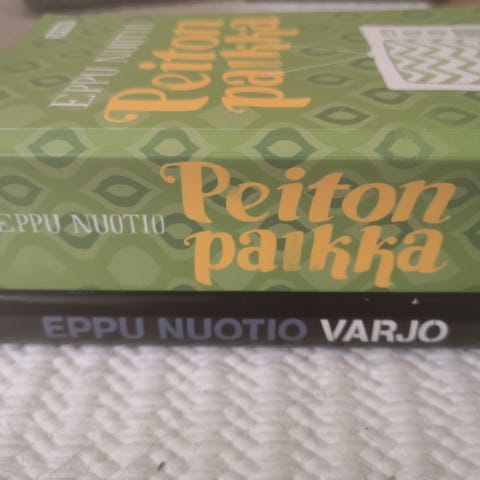 EPPU NUOTIO
Peiton
paikka
EPPU NUOTIO
Peiton
paikka
EPPU NUOTIO VARJO